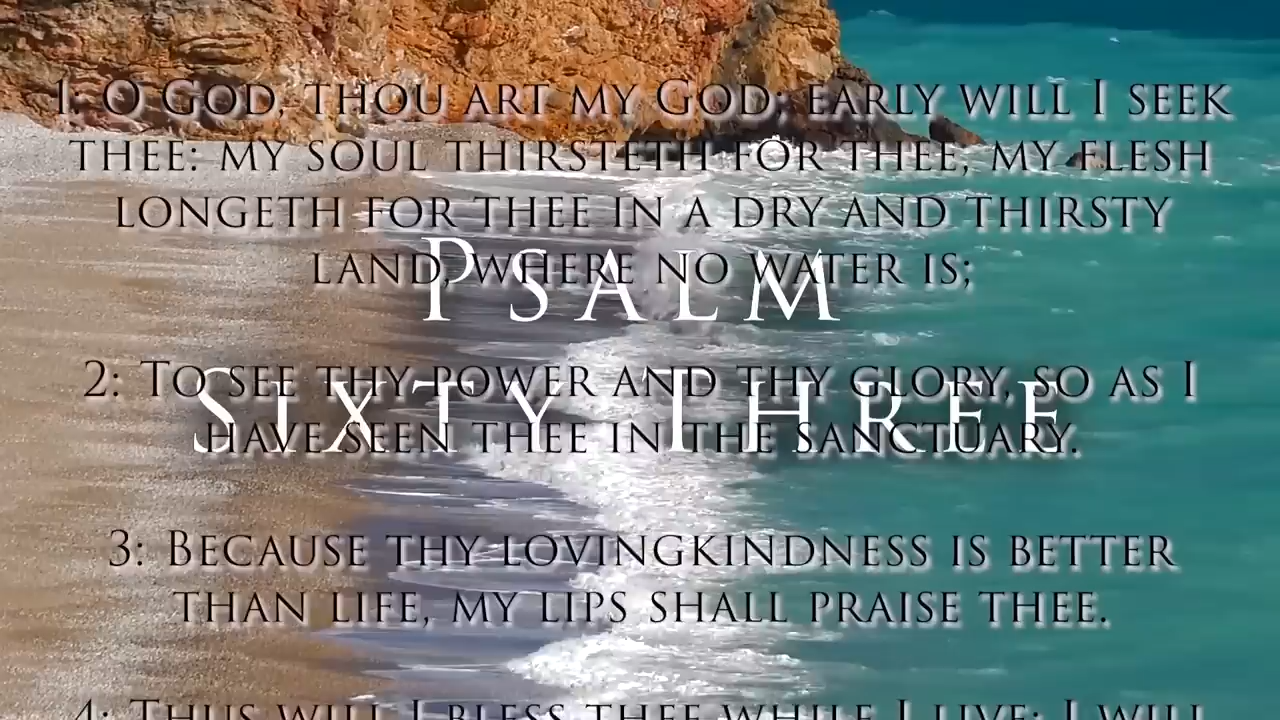 1: O God, thou art my God; early will I seek
thee: my soul thirsteth for thee, my flesh
longeth for thee in a dry and thirsty
land, where no water is;
Psalm
Sixty Three
2: To see thy power and thy glory, so as I
have seen thee in the sanctuary.
3: Because thy lovingkindness is better
than life, my lips shall praise thee.
4: Thus will I bless thee while I live: I will